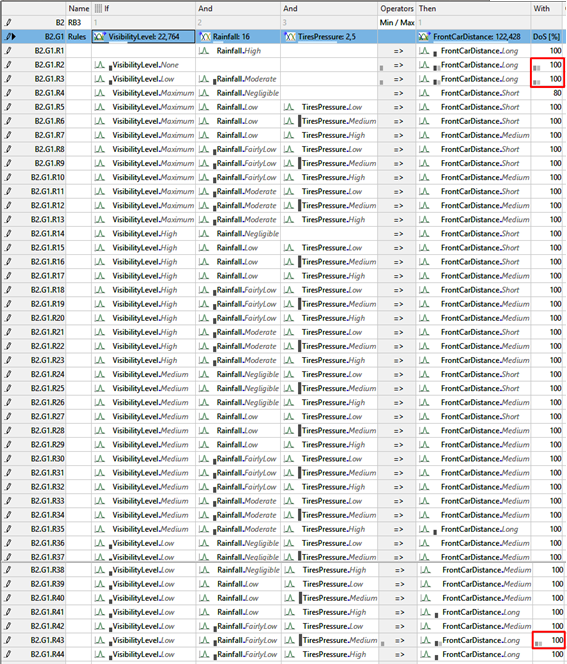 Name If And And Operators Then With
B2 RB3 1 2 3 Min / Max 1
B2.G1 Rules VisibilityLevel: 22,764 Rainfall: 16 TiresPressure: 2,5 FrontCarDistance: 122,428 DoS [%]
B2.G1.R1 Rainfall.High => FrontCarDistance.Long 100
B2.G1.R2 VisibilityLevel.None => FrontCarDistance.Long 100
B2.G1.R3 VisibilityLevel.Low Rainfall.Moderate => FrontCarDistance.Long 100
B2.G1.R4 VisibilityLevel.Maximum Rainfall.Negligible => FrontCarDistance.Short 80
B2.G1.R5 VisibilityLevel.Maximum Rainfall.Low TiresPressure.Low => FrontCarDistance.Short 100
B2.G1.R6 VisibilityLevel.Maximum Rainfall.Low TiresPressure.Medium => FrontCarDistance.Short 100
B2.G1.R7 VisibilityLevel.Maximum Rainfall.Low TiresPressure.High => FrontCarDistance.Medium 100
B2.G1.R8 VisibilityLevel.Maximum Rainfall.FairlyLow TiresPressure.Low => FrontCarDistance.Short 100
B2.G1.R9 VisibilityLevel.Maximum Rainfall.FairlyLow TiresPressure.Medium => FrontCarDistance.Short 100
B2.G1.R10 VisibilityLevel.Maximum Rainfall.FairlyLow TiresPressure.High => FrontCarDistance.Medium 100
B2.G1.R11 VisibilityLevel.Maximum Rainfall.Moderate TiresPressure.Low => FrontCarDistance.Short 100
B2.G1.R12 VisibilityLevel.Maximum Rainfall.Moderate TiresPressure.Medium => FrontCarDistance.Short 100
B2.G1.R13 VisibilityLevel.Maximum Rainfall.Moderate TiresPressure.High => FrontCarDistance.Short 100
B2.G1.R14 VisibilityLevel.High Rainfall.Negligible => FrontCarDistance.Short 100
B2.G1.R15 VisibilityLevel.High Rainfall.Low TiresPressure.Low => FrontCarDistance.Short 100
B2.G1.R16 VisibilityLevel.High Rainfall.Low TiresPressure.Medium => FrontCarDistance.Short 100
B2.G1.R17 VisibilityLevel.High Rainfall.Low TiresPressure.High => FrontCarDistance.Medium 100
B2.G1.R18 VisibilityLevel.High Rainfall.FairlyLow TiresPressure.Low => FrontCarDistance.Medium 100
B2.G1.R19 VisibilityLevel.High Rainfall.FairlyLow TiresPressure.Medium => FrontCarDistance.Medium 100
B2.G1.R20 VisibilityLevel.High Rainfall.FairlyLow TiresPressure.High => FrontCarDistance.Medium 100
B2.G1.R21 VisibilityLevel.High Rainfall.Moderate TiresPressure.Low => FrontCarDistance.Short 100
B2.G1.R22 VisibilityLevel.High Rainfall.Moderate TiresPressure.Medium => FrontCarDistance.Medium 100
B2.G1.R23 VisibilityLevel.High Rainfall.Moderate TiresPressure.High => FrontCarDistance.Medium 100
B2.G1.R24 VisibilityLevel.Medium Rainfall.Negligible TiresPressure.Low => FrontCarDistance.Short 100
B2.G1.R25 VisibilityLevel.Medium Rainfall.Negligible TiresPressure.Medium => FrontCarDistance.Short 100
B2.G1.R26 VisibilityLevel.Medium Rainfall.Negligible TiresPressure.High => FrontCarDistance.Medium 100
B2.G1.R27 VisibilityLevel.Medium Rainfall.Low TiresPressure.Low => FrontCarDistance.Short 100
B2.G1.R28 VisibilityLevel.Medium Rainfall.Low TiresPressure.Medium => FrontCarDistance.Medium 100
B2.G1.R29 VisibilityLevel.Medium Rainfall.Low TiresPressure.High => FrontCarDistance.Medium 100
B2.G1.R30 VisibilityLevel.Medium Rainfall.FairlyLow TiresPressure.Low => FrontCarDistance.Medium 100
B2.G1.R31 VisibilityLevel.Medium Rainfall.FairlyLow TiresPressure.Medium => FrontCarDistance.Medium 100
B2.G1.R32 VisibilityLevel.Medium Rainfall.FairlyLow TiresPressure.High => FrontCarDistance.Long 100
B2.G1.R33 VisibilityLevel.Medium Rainfall.Moderate TiresPressure.Low => FrontCarDistance.Medium 100
B2.G1.R34 VisibilityLevel.Medium Rainfall.Moderate TiresPressure.Medium => FrontCarDistance.Medium 100
B2.G1.R35 VisibilityLevel.Medium Rainfall.Moderate TiresPressure.High => FrontCarDistance.Long 100
B2.G1.R36 VisibilityLevel.Low Rainfall.Negligible TiresPressure.Low => FrontCarDistance.Short 100
B2.G1.R37 VisibilityLevel.Low Rainfall.Negligible TiresPressure.Medium => FrontCarDistance.Medium 100
B2.G1.R38 VisibilityLevel.Low Rainfall.Negligible TiresPressure.High => FrontCarDistance.Medium 100
B2.G1.R39 VisibilityLevel.Low Rainfall.Low TiresPressure.Low => FrontCarDistance.Medium 100
B2.G1.R40 VisibilityLevel.Low Rainfall.Low TiresPressure.Medium => FrontCarDistance.Medium 100
B2.G1.R41 VisibilityLevel.Low Rainfall.Low TiresPressure.High => FrontCarDistance.Long 100
B2.G1.R42 VisibilityLevel.Low Rainfall.FairlyLow TiresPressure.Low => FrontCarDistance.Medium 100
B2.G1.R43 VisibilityLevel.Low Rainfall.FairlyLow TiresPressure.Medium => FrontCarDistance.Long 100
B2.G1.R44 VisibilityLevel.Low Rainfall.FairlyLow TiresPressure.High => FrontCarDistance.Long 100